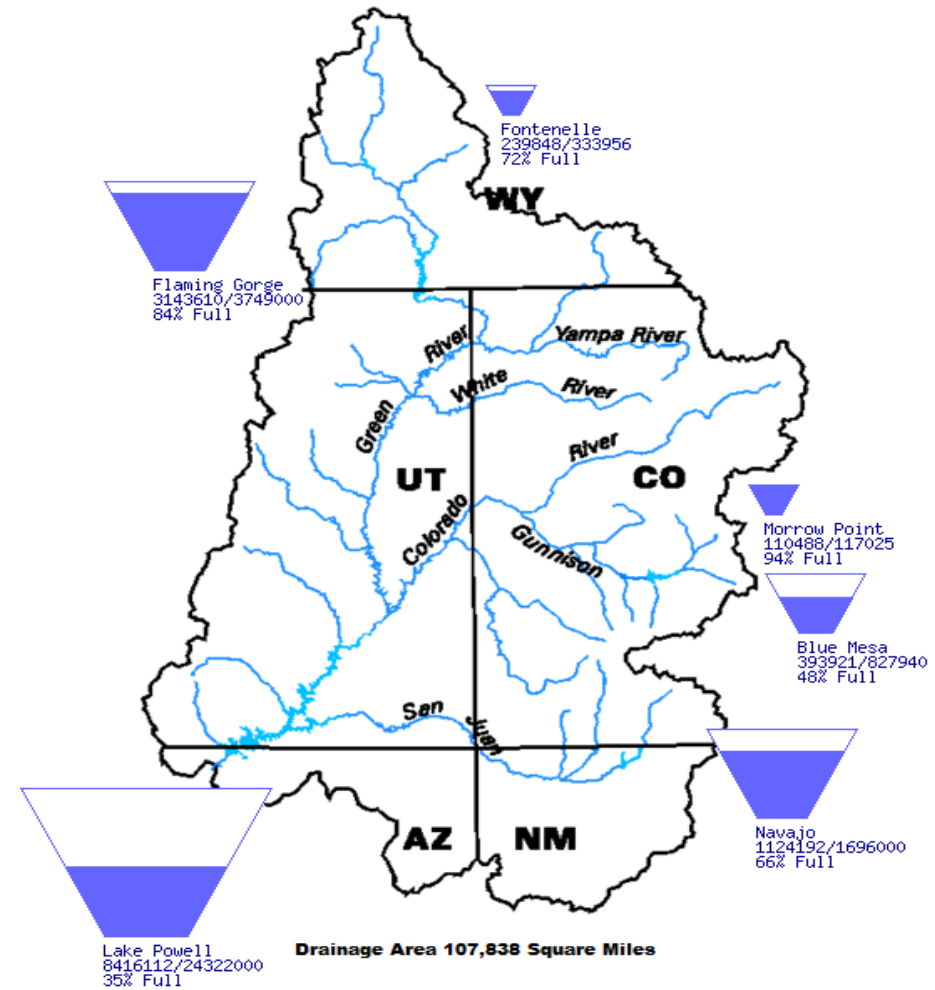 Fontenelle
239848/333956
72% Full
WY
Flaming Gorge
3143610/3749000
84% Full
Yampa River
River
White
River
Green
River
UT
CO
Colorado
Gunnison
Morrow Point
110488/117025
94% Full
Blue Mesa
393921/827940
48% Full
San
Juan
Navajo
1124192/1696000
66% Full
AZ
NM
Lake Powell
8416112/24322000
35% Full
Drainage Area 107,838 Square Miles